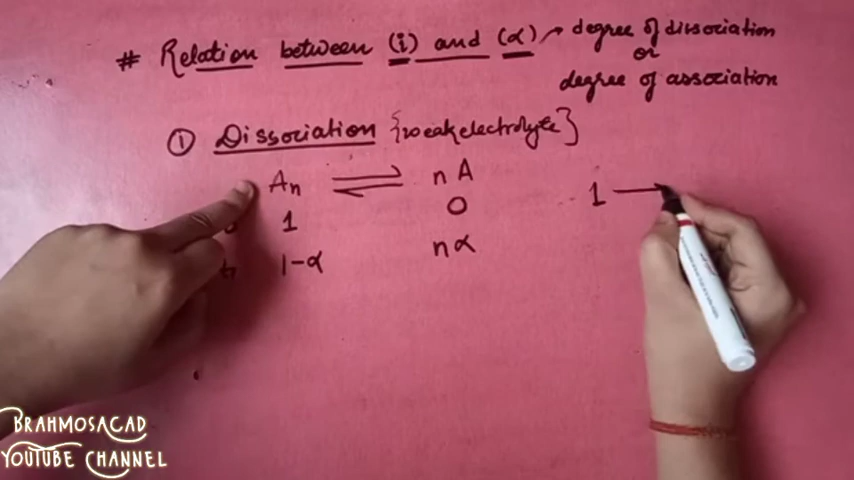 # Relation between (i) and (α) → degree of dissociation
or
degree of association
① Dissociation {weak electrolyte}
An ⇌ nA
1 0
1-α nα
1 →
BRAHMOSACAD
YOUTUBE CHANNEL